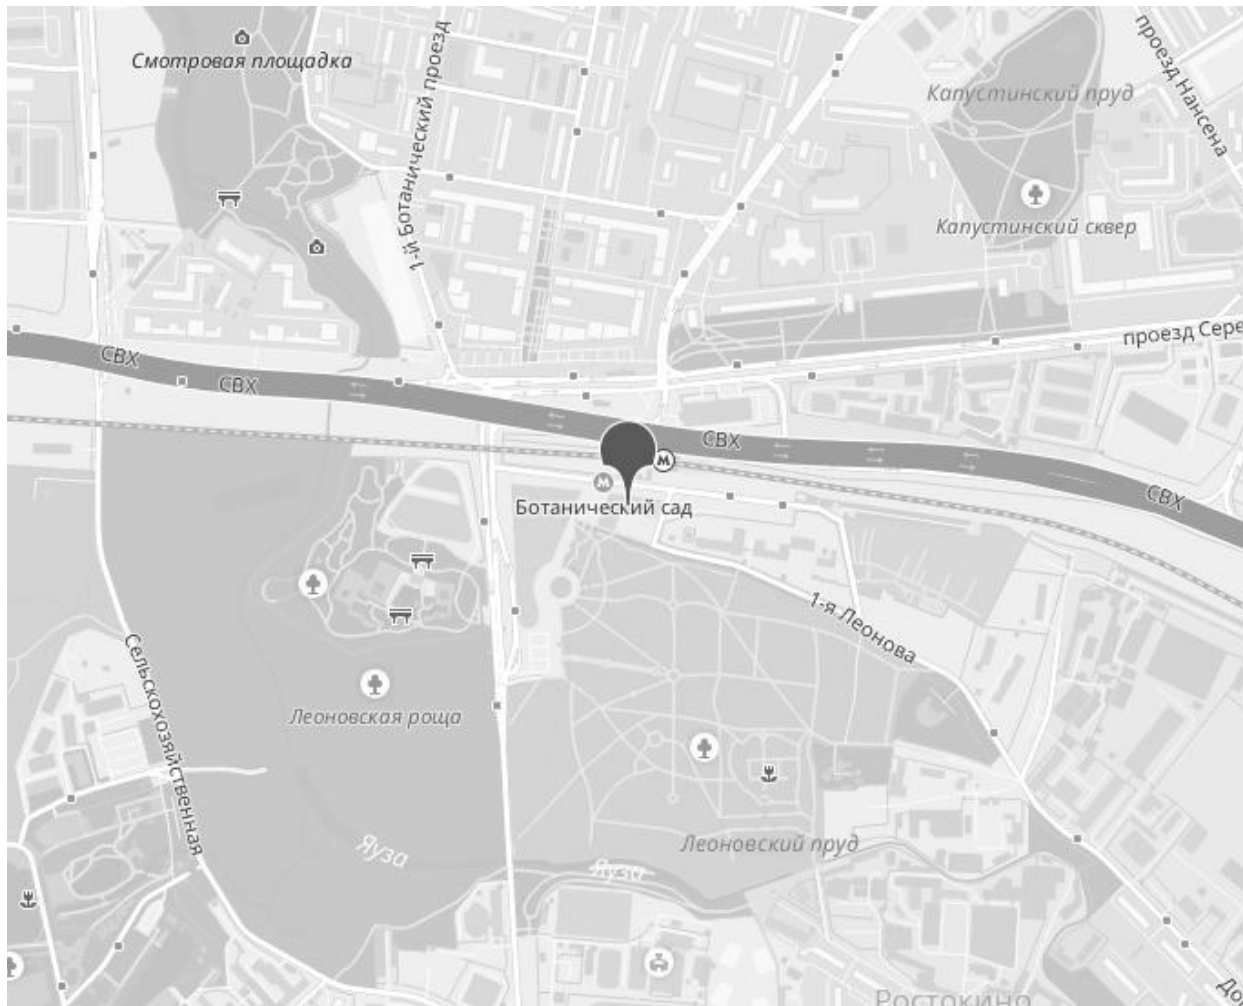 Смотровая площадка
1-й Ботанический проезд
Капустинский пруд
проезд Нансена
Капустинский сквер
проезд Сере
СВХ
СВХ
СВХ
СВХ
М
М
Ботанический сад
1-я Леонова
Сельскохозяйственная
Леоновская роща
Яуза
Яуза
Леоновский пруд
Ростокино
До